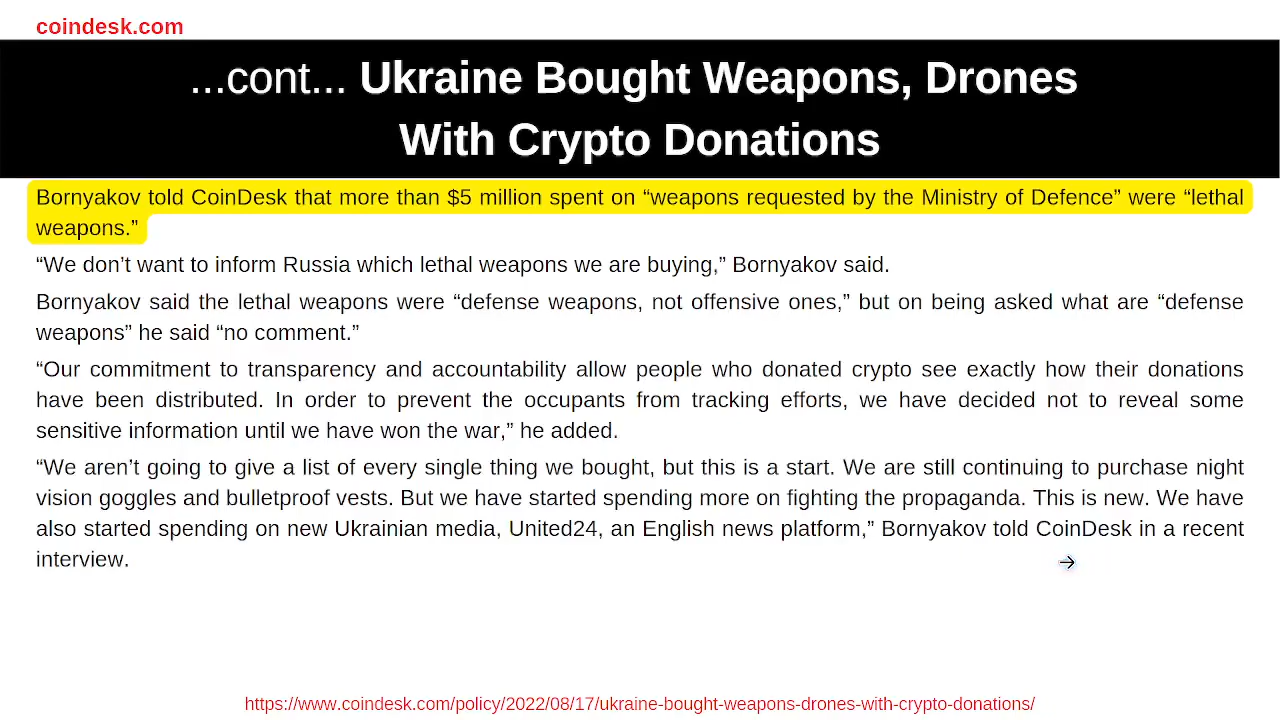 coindesk.com
...cont... Ukraine Bought Weapons, Drones
With Crypto Donations
Bornyakov told CoinDesk that more than $5 million spent on “weapons requested by the Ministry of Defence” were “lethal
weapons.”
“We don’t want to inform Russia which lethal weapons we are buying,” Bornyakov said.
Bornyakov said the lethal weapons were “defense weapons, not offensive ones,” but on being asked what are “defense
weapons” he said “no comment.”
“Our commitment to transparency and accountability allow people who donated crypto see exactly how their donations
have been distributed. In order to prevent the occupants from tracking efforts, we have decided not to reveal some
sensitive information until we have won the war,” he added.
“We aren’t going to give a list of every single thing we bought, but this is a start. We are still continuing to purchase night
vision goggles and bulletproof vests. But we have started spending more on fighting the propaganda. This is new. We have
also started spending on new Ukrainian media, United24, an English news platform,” Bornyakov told CoinDesk in a recent
interview.
→
https://www.coindesk.com/policy/2022/08/17/ukraine-bought-weapons-drones-with-crypto-donations/